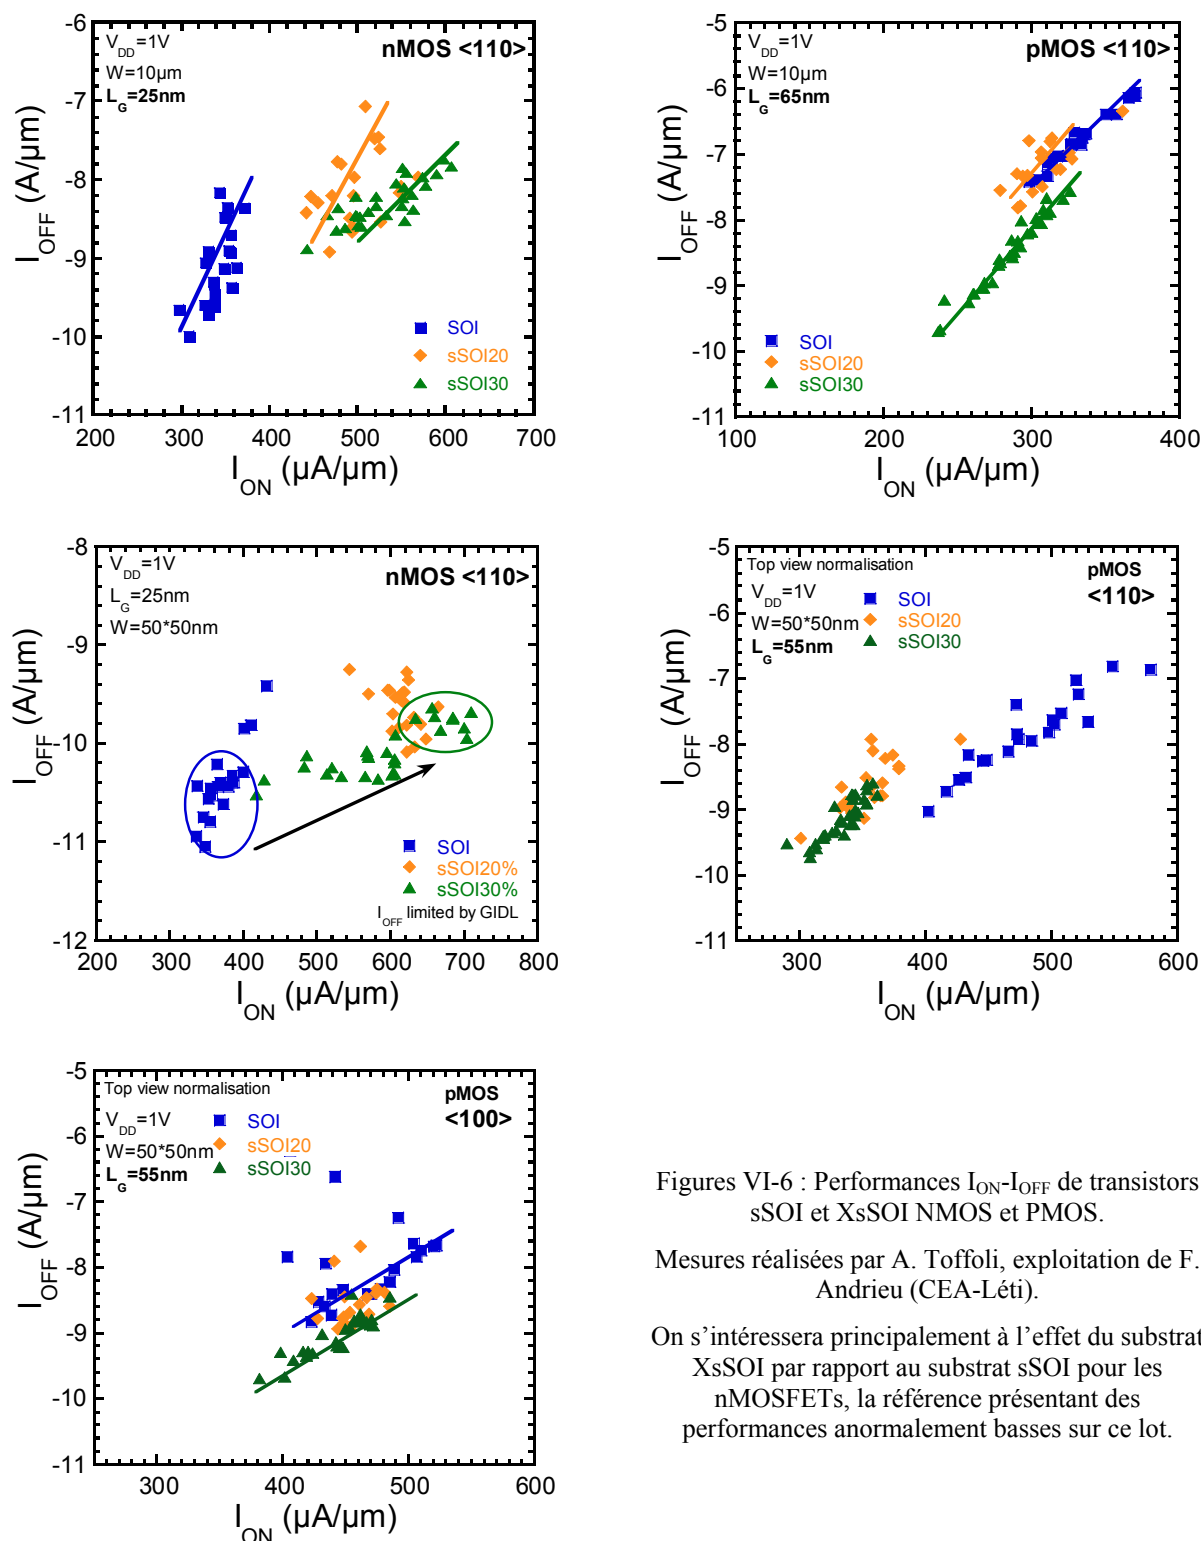 -6
-7
-8
-9
-10
-11
I_OFF (A/µm)
V_DD=1V
W=10µm
L_G=25nm
nMOS <110>
SOI
sSOI20
sSOI30
200 300 400 500 600 700
I_ON (µA/µm)
-5
-6
-7
-8
-9
-10
-11
I_OFF (A/µm)
V_DD=1V
W=10µm
L_G=65nm
pMOS <110>
SOI
sSOI20
sSOI30
100 200 300 400
I_ON (µA/µm)
-8
-9
-10
-11
-12
I_OFF (A/µm)
V_DD=1V
L_G=25nm
W=50*50nm
nMOS <110>
SOI
sSOI20%
sSOI30%
I_OFF limited by GIDL
200 300 400 500 600 700 800
I_ON (µA/µm)
-5
-6
-7
-8
-9
-10
-11
I_OFF (A/µm)
Top view normalisation
V_DD=1V
W=50*50nm
L_G=55nm
SOI
sSOI20
sSOI30
pMOS
<110>
300 400 500 600
I_ON (µA/µm)
-5
-6
-7
-8
-9
-10
-11
I_OFF (A/µm)
Top view normalisation
V_DD=1V
W=50*50nm
L_G=55nm
SOI
sSOI20
sSOI30
pMOS
<100>
300 400 500 600
I_ON (µA/µm)
Figures VI-6 : Performances I_ON-I_OFF de transistors
sSOI et XsSOI NMOS et PMOS.
Mesures réalisées par A. Toffoli, exploitation de F.
Andrieu (CEA-Léti).
On s'intéressera principalement à l'effet du substrat
XsSOI par rapport au substrat sSOI pour les
nMOSFETs, la référence présentant des
performances anormalement basses sur ce lot.